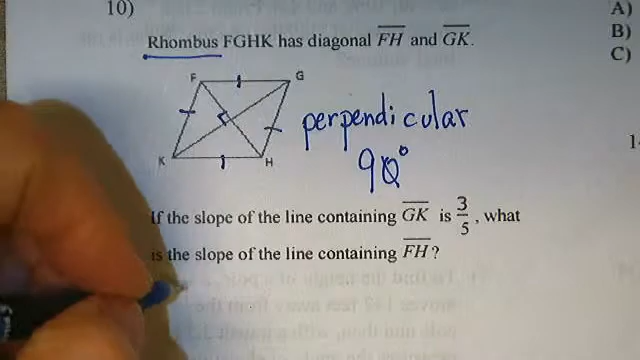 10)
A)
B)
C)
Rhombus FGHK has diagonal FH and GK.
F
G
K
H
perpendicular
90°
If the slope of the line containing GK is 3/5, what
is the slope of the line containing FH?